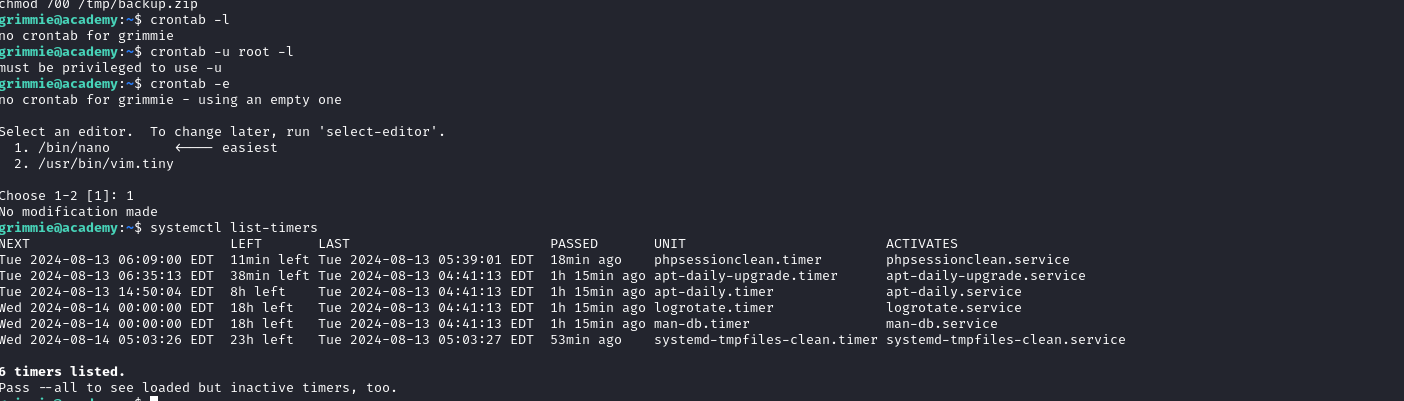 chmod 700 /tmp/backup.zip
grimmie@academy:~$ crontab -l
no crontab for grimmie
grimmie@academy:~$ crontab -u root -l
must be privileged to use -u
grimmie@academy:~$ crontab -e
no crontab for grimmie - using an empty one
Select an editor.  To change later, run 'select-editor'.
  1. /bin/nano        <---- easiest
  2. /usr/bin/vim.tiny
Choose 1-2 [1]: 1
No modification made
grimmie@academy:~$ systemctl list-timers
NEXT                         LEFT       LAST                         PASSED     UNIT                         ACTIVATES
Tue 2024-08-13 06:09:00 EDT  11min left Tue 2024-08-13 05:39:01 EDT  18min ago    phpsessionclean.timer        phpsessionclean.service
Tue 2024-08-13 06:35:13 EDT  38min left Tue 2024-08-13 04:41:13 EDT  1h 15min ago apt-daily-upgrade.timer      apt-daily-upgrade.service
Tue 2024-08-13 14:50:04 EDT  8h left    Tue 2024-08-13 04:41:13 EDT  1h 15min ago apt-daily.timer              apt-daily.service
Wed 2024-08-14 00:00:00 EDT  18h left   Tue 2024-08-13 04:41:13 EDT  1h 15min ago logrotate.timer              logrotate.service
Wed 2024-08-14 00:00:00 EDT  18h left   Tue 2024-08-13 04:41:13 EDT  1h 15min ago man-db.timer                 man-db.service
Wed 2024-08-14 05:03:26 EDT  23h left   Tue 2024-08-13 05:03:27 EDT  53min ago    systemd-tmpfiles-clean.timer systemd-tmpfiles-clean.service
6 timers listed.
Pass --all to see loaded but inactive timers, too.
grimmie@academy:~$